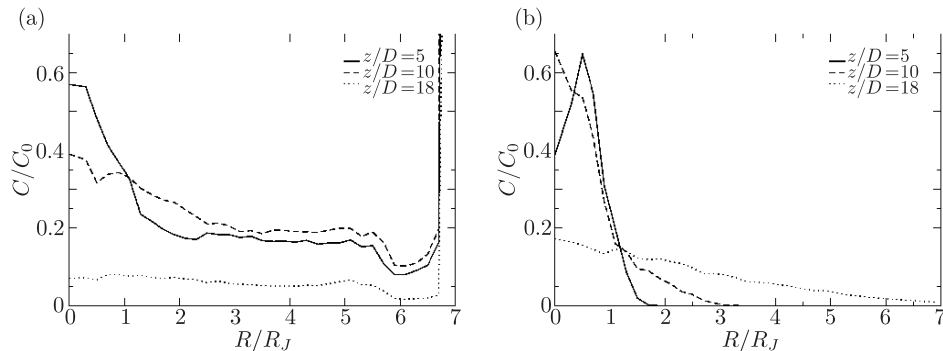 (a)
z/D=5
z/D=10
z/D=18
C/C₀
0.6
0.4
0.2
0
0 1 2 3 4 5 6 7
R/R_J
(b)
z/D=5
z/D=10
z/D=18
C/C₀
0.6
0.4
0.2
0
0 1 2 3 4 5 6 7
R/R_J